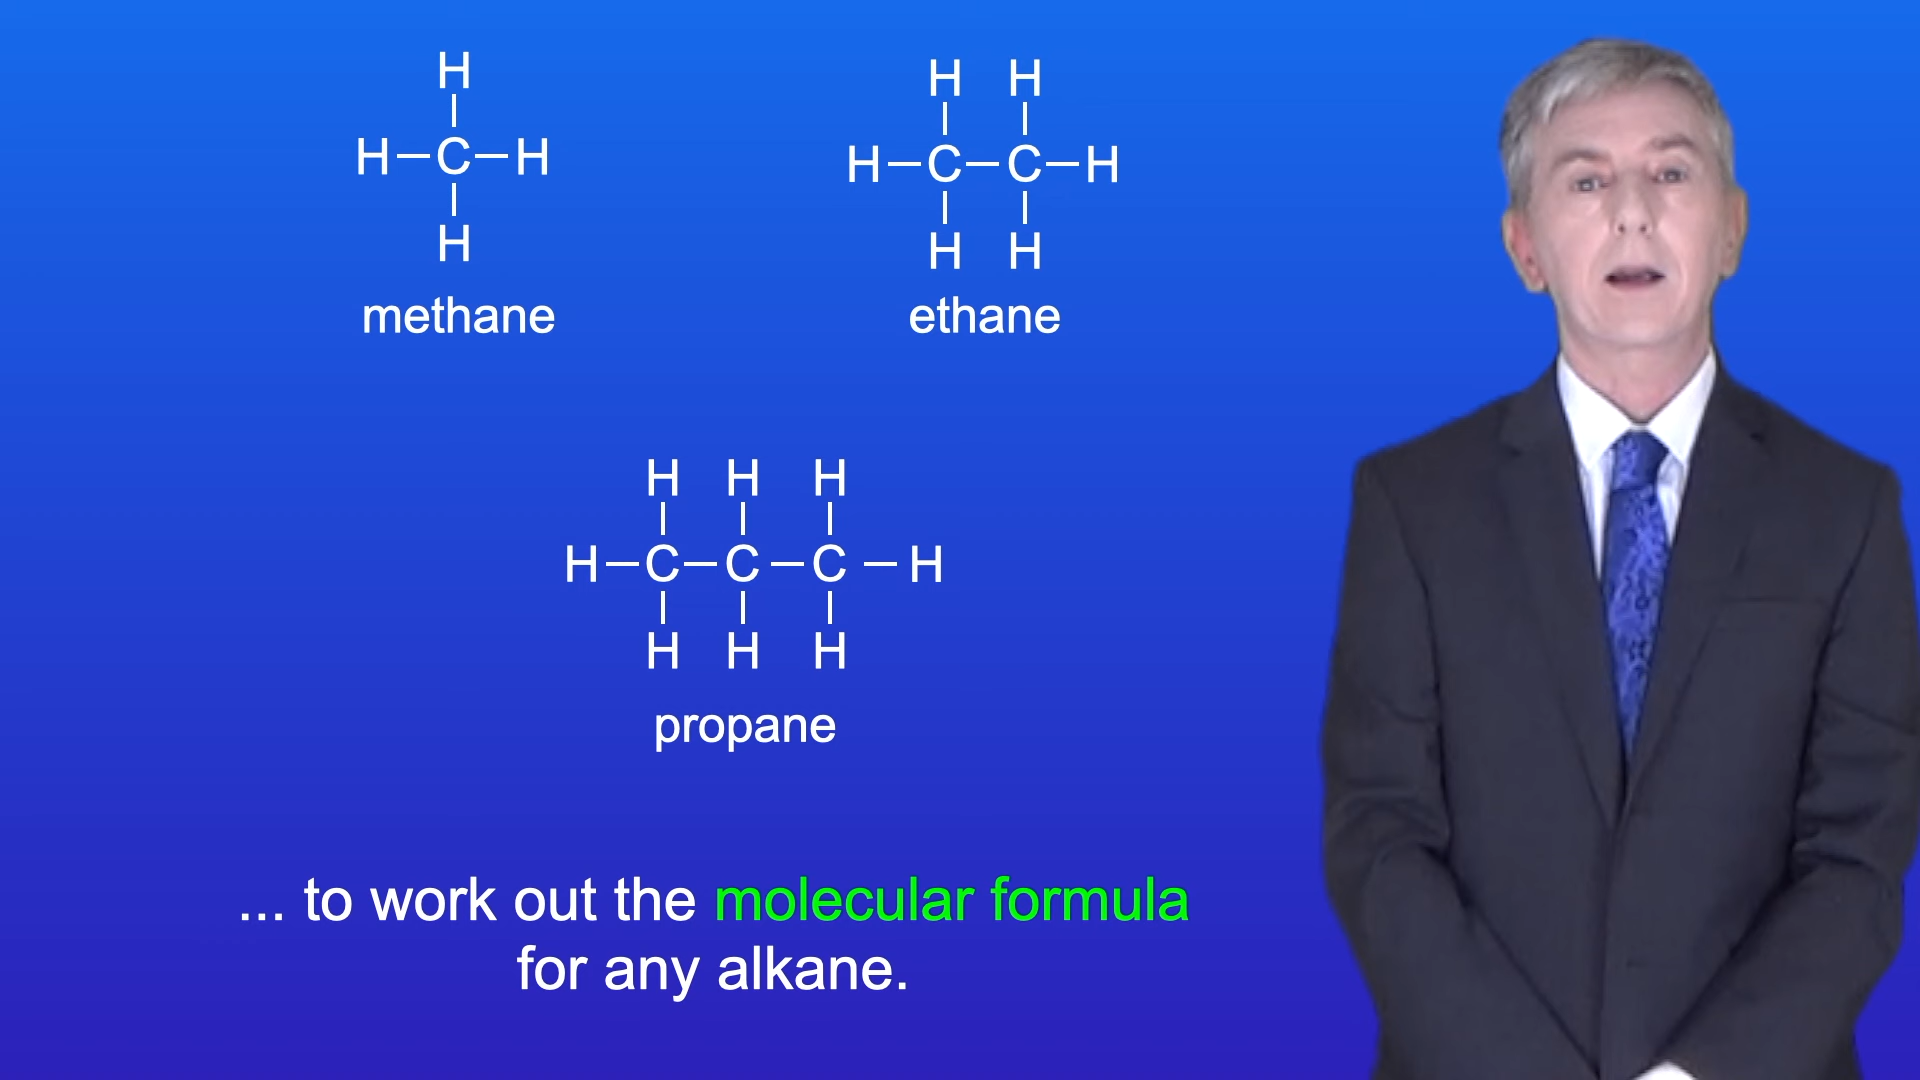 H
H-C-H
H
methane
H H
H-C-C-H
H H
ethane
H H H
H-C-C-C-H
H H H
propane
... to work out the molecular formula
for any alkane.